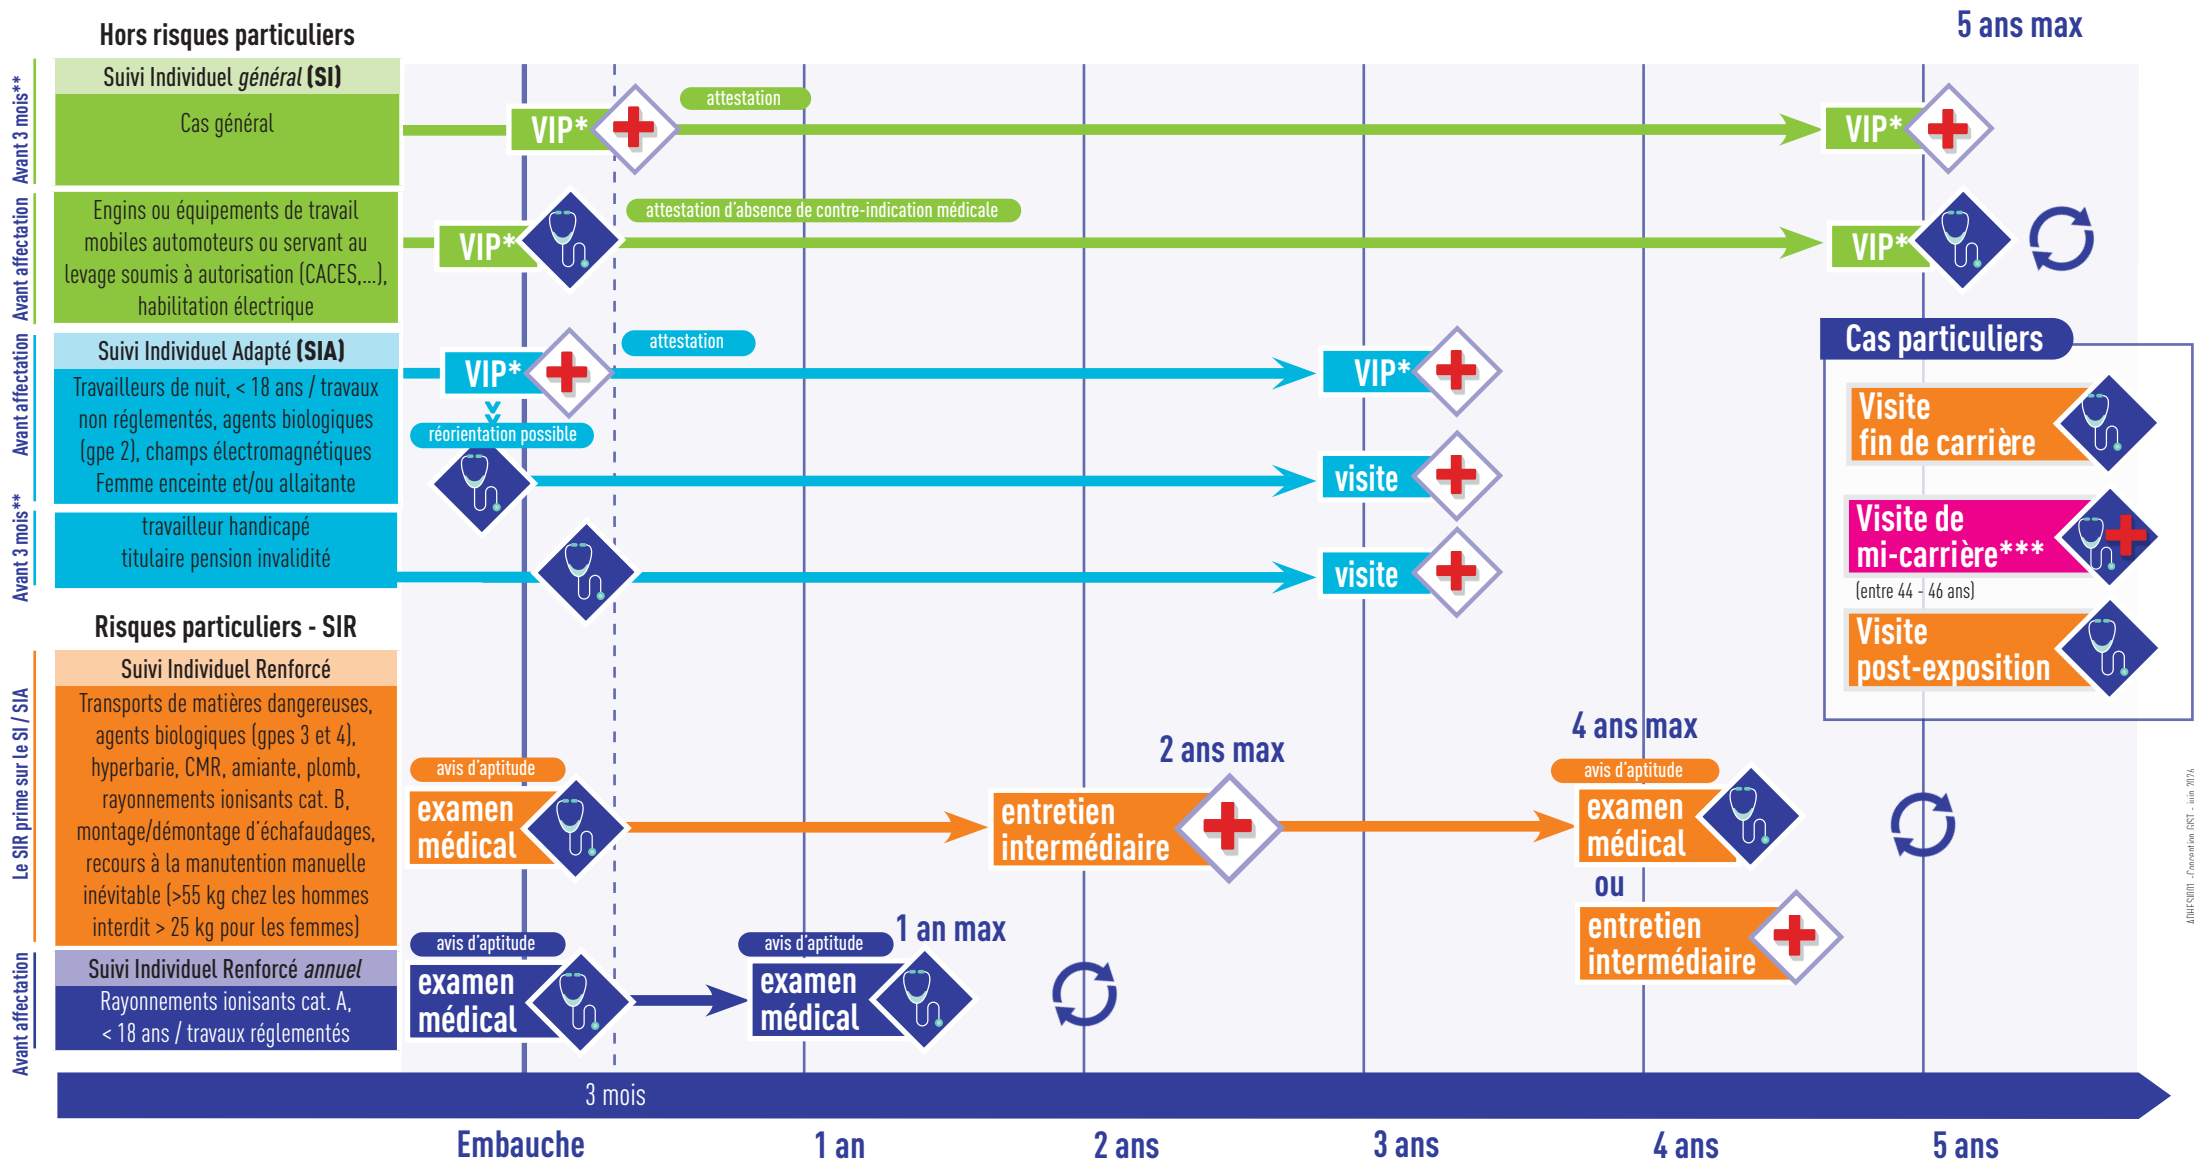 Hors risques particuliers
5 ans max
Avant 3 mois**
Suivi Individuel général (SI)
Cas général
VIP*
attestation
VIP*
Avant affectation
Engins ou équipements de travail
mobiles automoteurs ou servant au
levage soumis à autorisation (CACES,...),
habilitation électrique
VIP*
attestation d'absence de contre-indication médicale
VIP*
Avant affectation
Suivi Individuel Adapté (SIA)
Travailleurs de nuit, < 18 ans / travaux
non réglementés, agents biologiques
(gpe 2), champs électromagnétiques
Femme enceinte et/ou allaitante
VIP*
attestation
VIP*
réorientation possible
visite
Avant 3 mois**
travailleur handicapé
titulaire pension invalidité
visite
Cas particuliers
Visite
fin de carrière
Visite de
mi-carrière***
(entre 44 - 46 ans)
Visite
post-exposition
Risques particuliers - SIR
Le SIR prime sur le SI / SIA
Suivi Individuel Renforcé
Transports de matières dangereuses,
agents biologiques (gpes 3 et 4),
hyperbarie, CMR, amiante, plomb,
rayonnements ionisants cat. B,
montage/démontage d'échafaudages,
recours à la manutention manuelle
inévitable (>55 kg chez les hommes
interdit > 25 kg pour les femmes)
avis d'aptitude
examen
médical
2 ans max
entretien
intermédiaire
4 ans max
avis d'aptitude
examen
médical
ou
entretien
intermédiaire
Avant affectation
Suivi Individuel Renforcé annuel
Rayonnements ionisants cat. A,
< 18 ans / travaux réglementés
avis d'aptitude
examen
médical
avis d'aptitude
1 an max
examen
médical
3 mois
Embauche
1 an
2 ans
3 ans
4 ans
5 ans